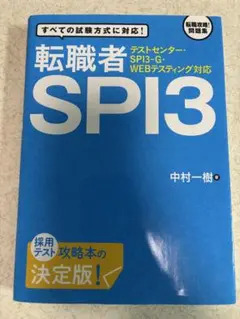 すべての試験方式に対応!
転職攻略!
問題集
転職者
テストセンター・
SPI3-G・
WEBテスティング対応
SPI3
中村一樹 著
採用
テスト
攻略本の
決定版!